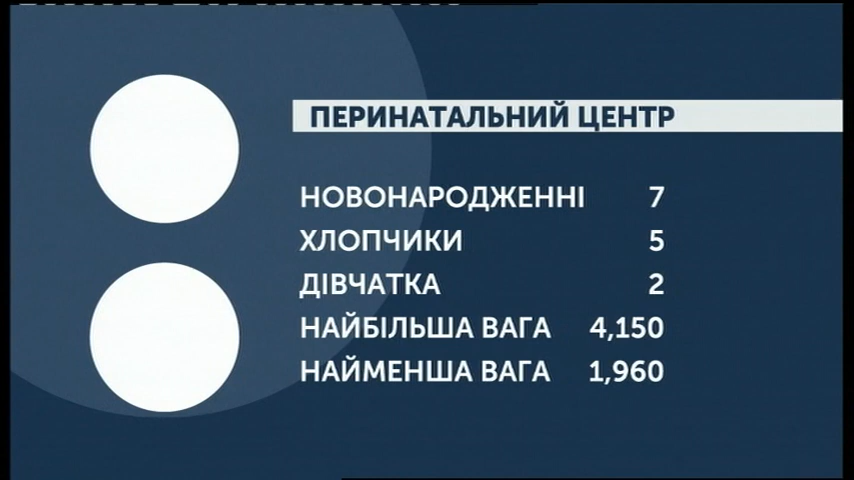 ПЕРИНАТАЛЬНИЙ ЦЕНТР
НОВОНАРОДЖЕННІ 7
ХЛОПЧИКИ 5
ДІВЧАТКА 2
НАЙБІЛЬША ВАГА 4,150
НАЙМЕНША ВАГА 1,960